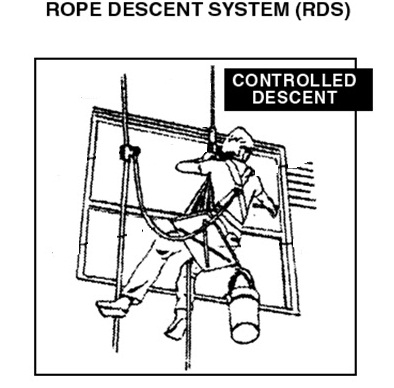 ROPE DESCENT SYSTEM (RDS)
CONTROLLED
DESCENT